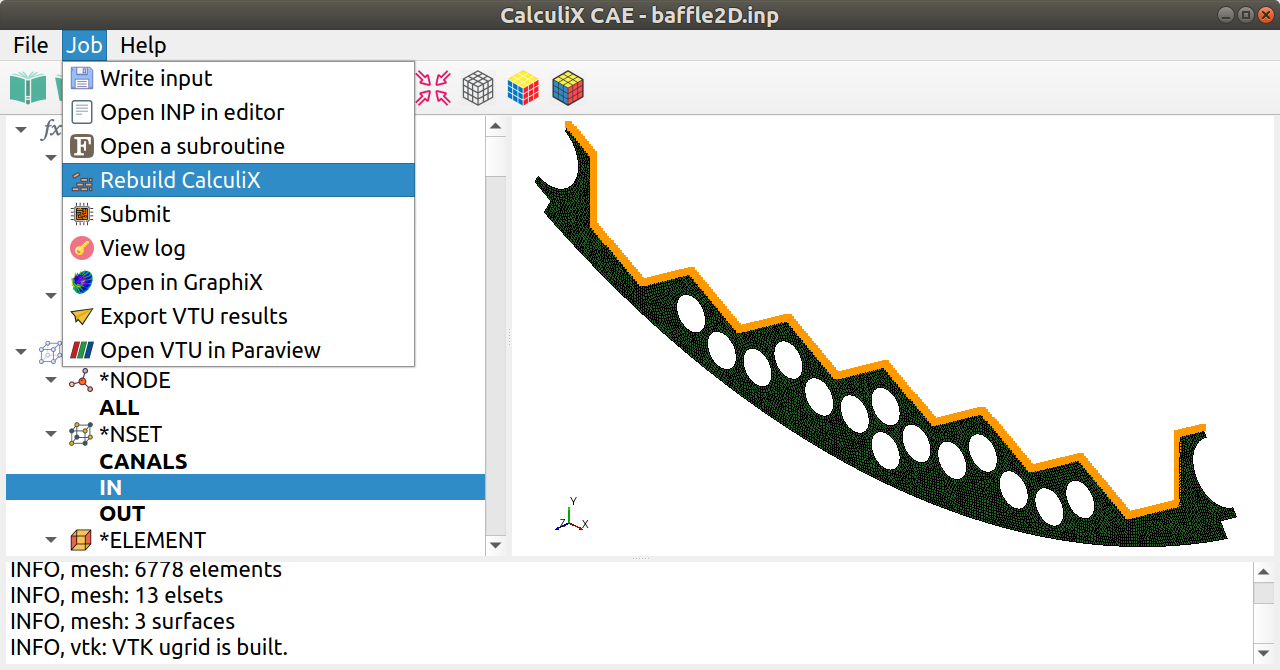 CalculiX CAE - baffle2D.inp
File Job Help
Write input
Open INP in editor
Open a subroutine
Rebuild CalculiX
Submit
View log
Open in GraphiX
Export VTU results
Open VTU in Paraview
fx
*NODE
ALL
*NSET
CANALS
IN
OUT
*ELEMENT
Y
Z X
INFO, mesh: 6778 elements
INFO, mesh: 13 elsets
INFO, mesh: 3 surfaces
INFO, vtk: VTK ugrid is built.